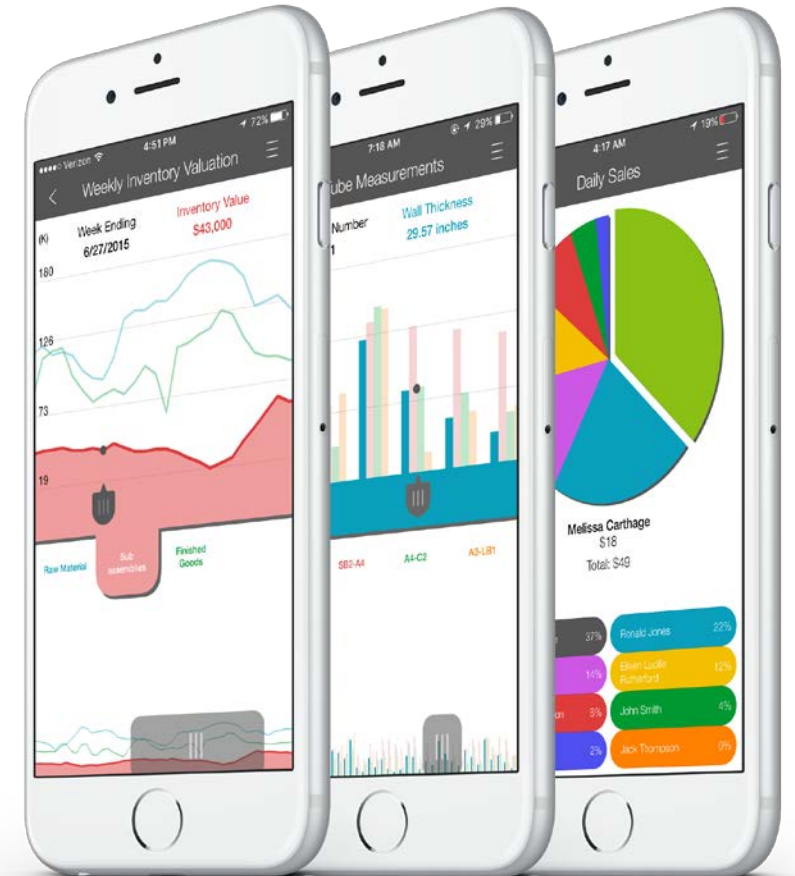 Verizon
4:51 PM
72%
Weekly Inventory Valuation
(K)
Week Ending
6/27/2015
Inventory Value
$43,000
180
126
73
19
Raw Material
Sub
assemblies
Finished
Goods
7:18 AM
29%
ube Measurements
Number
1
Wall Thickness
29.57 inches
SB2-A4
A4-C2
A3-LB1
4:17 AM
19%
Daily Sales
Melissa Carthage
$18
Total: $49
37%
Ronald Jones
22%
14%
Eileen Lucille
Rutherford
12%
on
8%
John Smith
4%
2%
Jack Thompson
0%